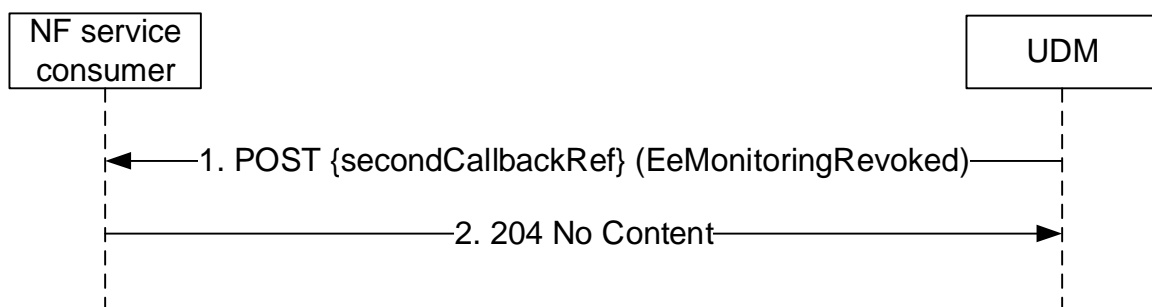 NF service
consumer
UDM
1. POST {secondCallbackRef} (EeMonitoringRevoked)
2. 204 No Content